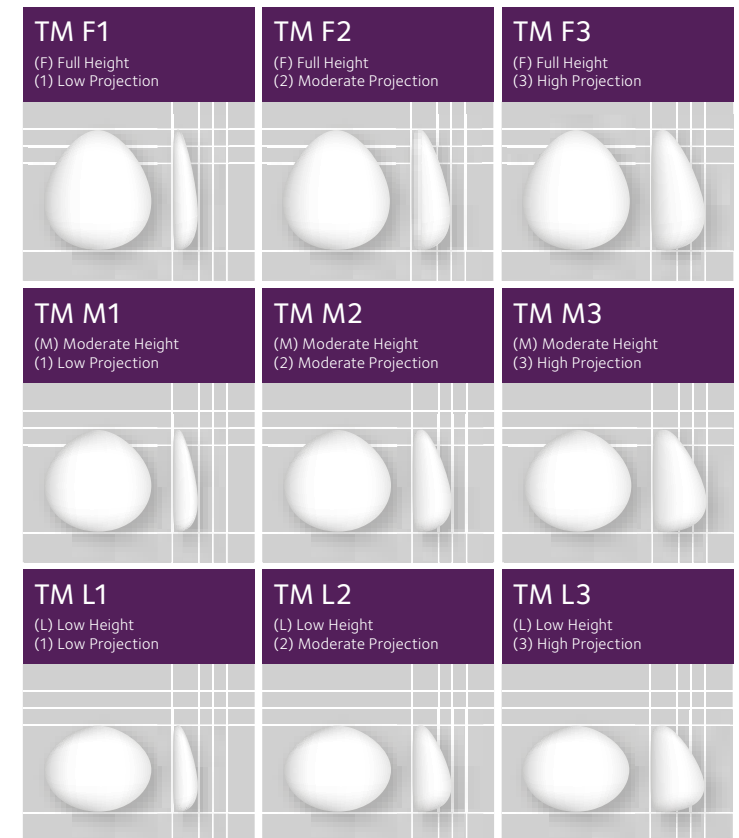 TM F1
(F) Full Height
(1) Low Projection
TM F2
(F) Full Height
(2) Moderate Projection
TM F3
(F) Full Height
(3) High Projection
TM M1
(M) Moderate Height
(1) Low Projection
TM M2
(M) Moderate Height
(2) Moderate Projection
TM M3
(M) Moderate Height
(3) High Projection
TM L1
(L) Low Height
(1) Low Projection
TM L2
(L) Low Height
(2) Moderate Projection
TM L3
(L) Low Height
(3) High Projection